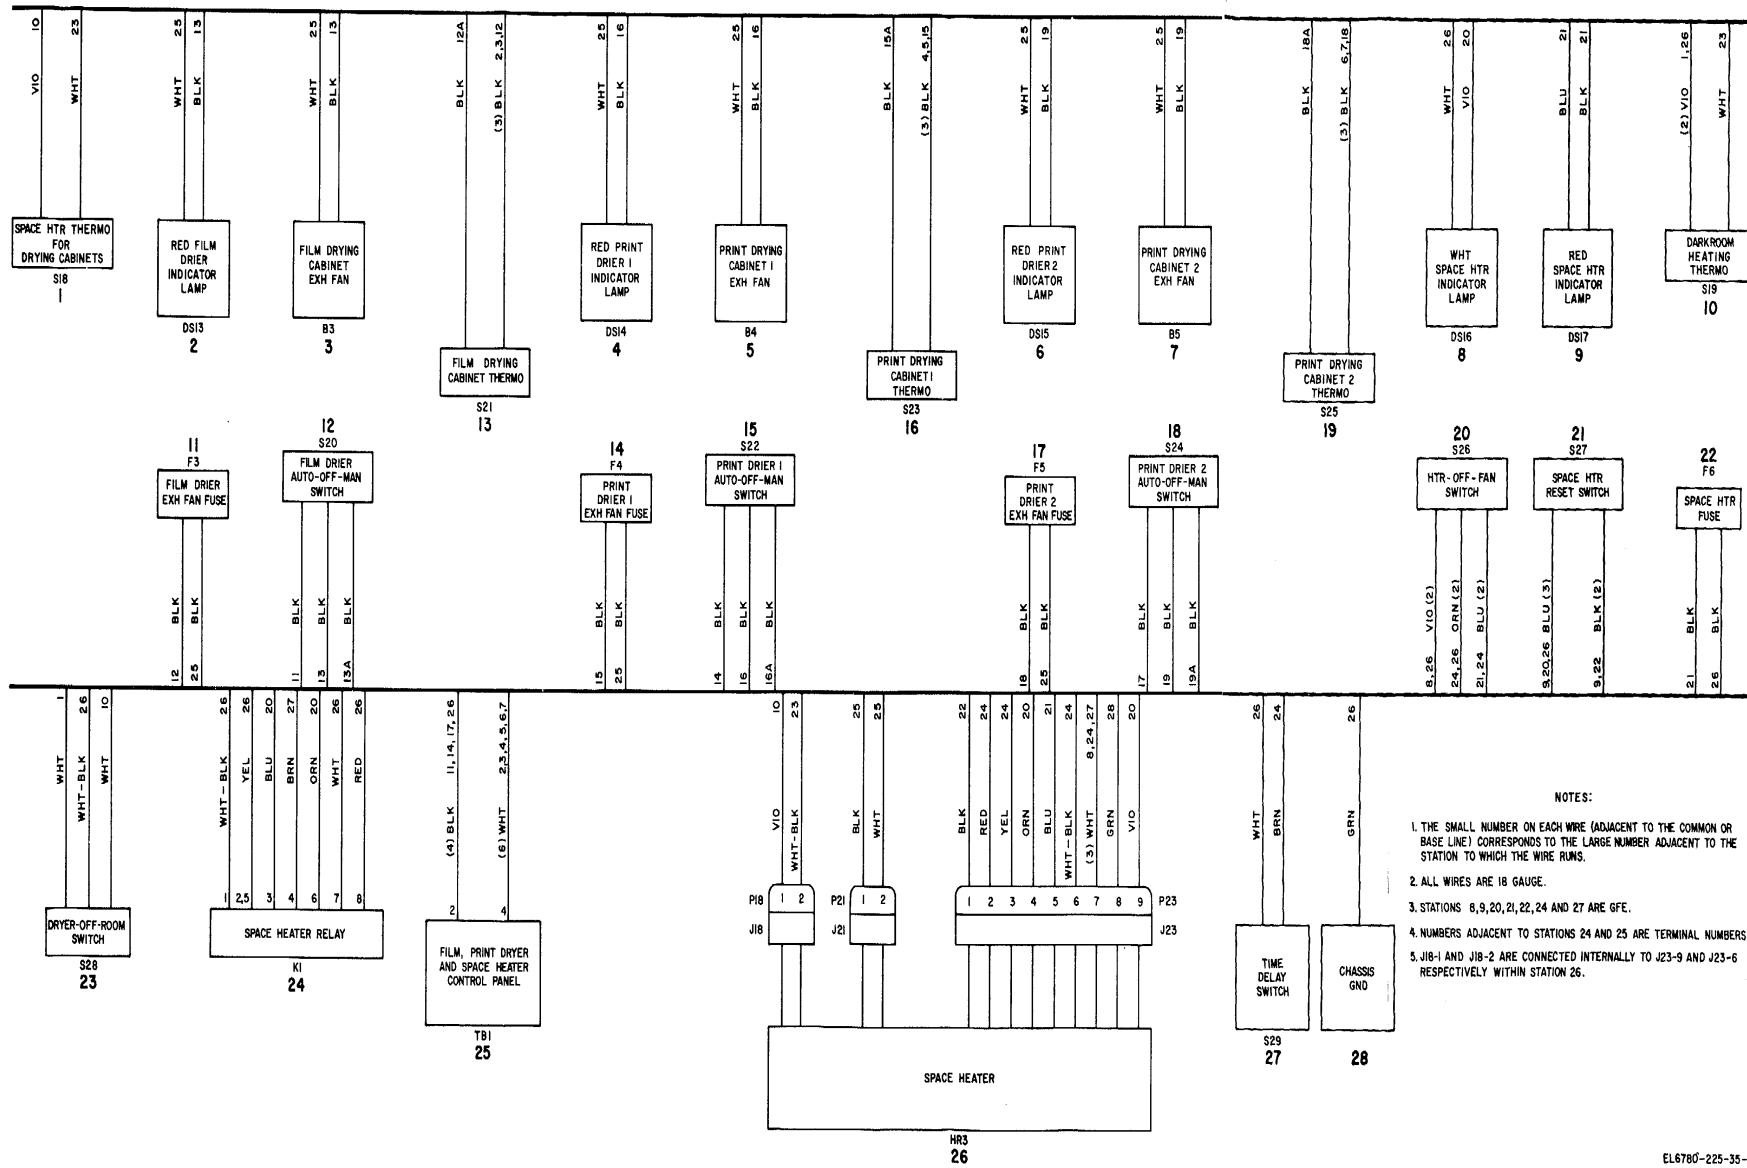 10 23 25 13 25 13 12A 2,3,12 25 16 25 16 15A 4,5,15 25 19 25 19 18A 6,7,18 26 20 21 21 1,26 23
VIO WHT WHT BLK WHT BLK BLK (3) BLK WHT BLK WHT BLK BLK (3) BLK WHT BLK WHT BLK BLK (3) BLK WHT VIO BLU BLK (2) VIO WHT
SPACE HTR THERMO
FOR
DRYING CABINETS
S18
1
RED FILM
DRIER
INDICATOR
LAMP
DS13
2
FILM DRYING
CABINET
EXH FAN
B3
3
FILM DRYING
CABINET THERMO
S21
13
RED PRINT
DRIER 1
INDICATOR
LAMP
DS14
4
PRINT DRYING
CABINET 1
EXH FAN
B4
5
PRINT DRYING
CABINET 1
THERMO
S23
16
RED PRINT
DRIER 2
INDICATOR
LAMP
DS15
6
PRINT DRYING
CABINET 2
EXH FAN
B5
7
PRINT DRYING
CABINET 2
THERMO
S25
19
WHT
SPACE HTR
INDICATOR
LAMP
DS16
8
RED
SPACE HTR
INDICATOR
LAMP
DS17
9
DARKROOM
HEATING
THERMO
S19
10
11
F3
FILM DRIER
EXH FAN FUSE
BLK BLK
12 25
12
S20
FILM DRIER
AUTO-OFF-MAN
SWITCH
BLK BLK BLK
11 13 13A
14
F4
PRINT
DRIER 1
EXH FAN FUSE
BLK BLK
15 25
15
S22
PRINT DRIER 1
AUTO-OFF-MAN
SWITCH
BLK BLK BLK
14 16 16A
17
F5
PRINT
DRIER 2
EXH FAN FUSE
BLK BLK
18 25
18
S24
PRINT DRIER 2
AUTO-OFF-MAN
SWITCH
BLK BLK BLK
17 19 19A
20
S26
HTR-OFF-FAN
SWITCH
VIO (2) ORN (2) BLU (2)
8,26 24,26 21,24
21
S27
SPACE HTR
RESET SWITCH
BLU (3) BLK (2)
9,20,26 9,22
22
F6
SPACE HTR
FUSE
BLK BLK
21 26
1 26 10
WHT WHT-BLK WHT
DRYER-OFF-ROOM
SWITCH
S28
23
26 26 20 27 20 26 26
WHT-BLK YEL BLU BRN ORN WHT RED
1 2,5 3 4 6 7 8
SPACE HEATER RELAY
K1
24
11,14,17,26 2,3,4,5,6,7
(4) BLK (6) WHT
2 4
FILM, PRINT DRYER
AND SPACE HEATER
CONTROL PANEL
TB1
25
10 23 25 25 22 24 24 20 21 24 8,24,27 28 20
VIO WHT-BLK BLK WHT BLK RED YEL ORN BLU WHT-BLK (3) WHT GRN VIO
P18 1 2 P21 1 2 1 2 3 4 5 6 7 8 9 P23
J18 J21 J23
SPACE HEATER
HR3
26
26 24
WHT BRN
TIME
DELAY
SWITCH
S29
27
26
GRN
CHASSIS
GND
28
NOTES:
1. THE SMALL NUMBER ON EACH WIRE (ADJACENT TO THE COMMON OR
BASE LINE) CORRESPONDS TO THE LARGE NUMBER ADJACENT TO THE
STATION TO WHICH THE WIRE RUNS.
2. ALL WIRES ARE 18 GAUGE.
3. STATIONS 8,9,20,21,22,24 AND 27 ARE GFE.
4. NUMBERS ADJACENT TO STATIONS 24 AND 25 ARE TERMINAL NUMBERS
5. J18-1 AND J18-2 ARE CONNECTED INTERNALLY TO J23-9 AND J23-6
RESPECTIVELY WITHIN STATION 26.
EL6780-225-35-